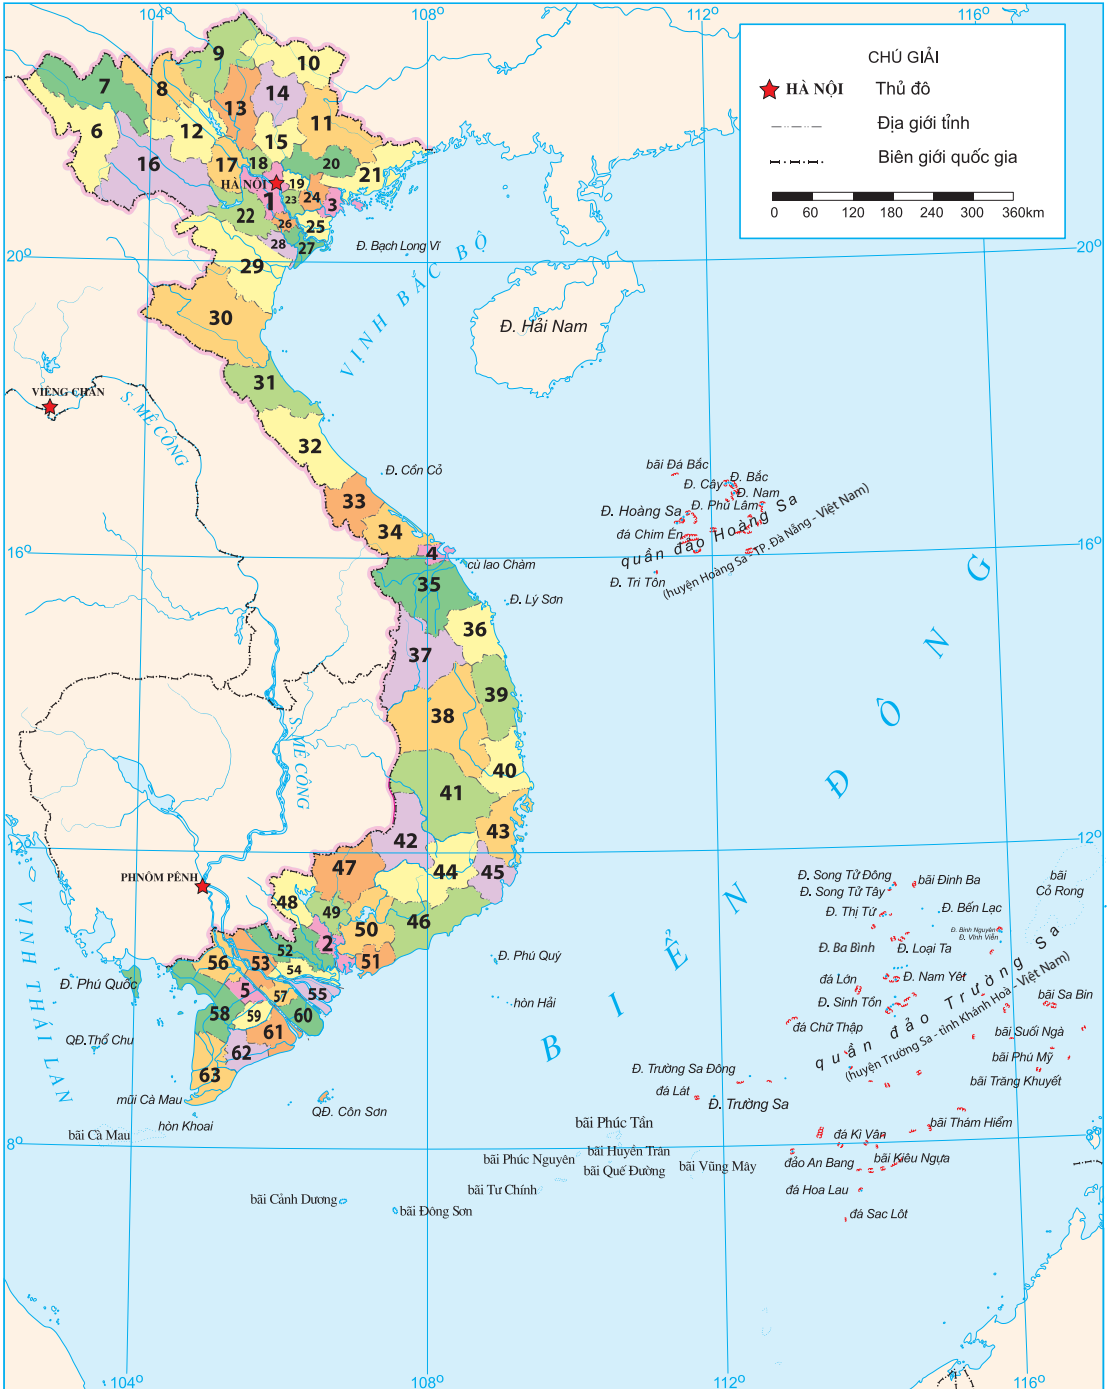 104° 108° 112° 116°
CHÚ GIẢI
HÀ NỘI Thủ đô
Địa giới tỉnh
Biên giới quốc gia
0 60 120 180 240 300 360km
9
10
7
8
14
13
11
6
12
15
16
17
18
20
21
HÀ NỘI
19
1
23
24
3
22
26
25
28
27
Đ. Bạch Long Vĩ
VỊNH BẮC BỘ
20° 20°
29
30
Đ. Hải Nam
31
VIÊNG CHĂN
S. MÊ CÔNG
32
Đ. Cồn Cỏ
33
34
bãi Đá Bắc
Đ. Bắc
Đ. Cây
Đ. Nam
Đ. Phú Lâm
Đ. Hoàng Sa
đá Chim Én
quần đảo Hoàng Sa
(huyện Hoàng Sa - TP. Đà Nẵng - Việt Nam)
Đ. Tri Tôn
16° 16°
4
cù lao Chàm
35
Đ. Lý Sơn
36
37
39
38
S. MÊ CÔNG
40
41
43
42
12° 12°
47
44
45
PHNÔM PÊNH
48
49
46
50
2
52
51
53
56
54
5
57
55
58
59
60
61
62
63
BIỂN ĐÔNG
VỊNH THÁI LAN
Đ. Phú Quốc
QĐ.Thổ Chu
mũi Cà Mau
hòn Khoai
bãi Cà Mau
QĐ. Côn Sơn
Đ. Phú Quý
hòn Hải
Đ. Song Tử Đông
Đ. Song Tử Tây
bãi Đinh Ba
bãi
Cỏ Rong
Đ. Thị Tứ
Đ. Bến Lạc
Đ. Bình Nguyên
Đ. Vĩnh Viễn
Đ. Ba Bình
Đ. Loại Ta
đá Lớn
Đ. Nam Yết
Đ. Sinh Tồn
bãi Sa Bin
đá Chữ Thập
quần đảo Trường Sa
(huyện Trường Sa - tỉnh Khánh Hoà - Việt Nam)
bãi Suối Ngà
bãi Phú Mỹ
bãi Trăng Khuyết
Đ. Trường Sa Đông
đá Lát
Đ. Trường Sa
bãi Thám Hiểm
bãi Phúc Tần
đá Kì Vân
8° 8°
bãi Huyền Trân
bãi Phúc Nguyên
bãi Quế Đường
bãi Vũng Mây
đảo An Bang
bãi Kiêu Ngựa
bãi Tư Chính
đá Hoa Lau
bãi Cảnh Dương
bãi Đông Sơn
đá Sac Lôt
104° 108° 112° 116°